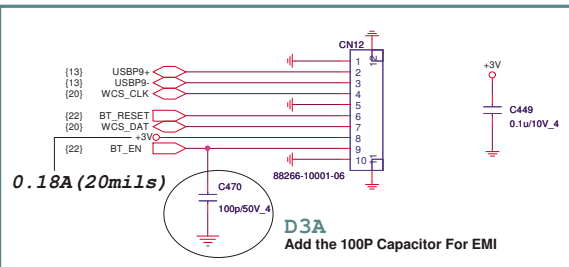 CN12
12
+3V
{13} USBP9+ 1
{13} USBP9- 2
{20} WCS_CLK 3
4
{22} BT_RESET 5
{20} WCS_DAT 6
+3V 7
{22} BT_EN 8
9
10
11
C449
0.1u/10V_4
88266-10001-06
0.18A(20mils)
C470
100p/50V_4
D3A
Add the 100P Capacitor For EMI